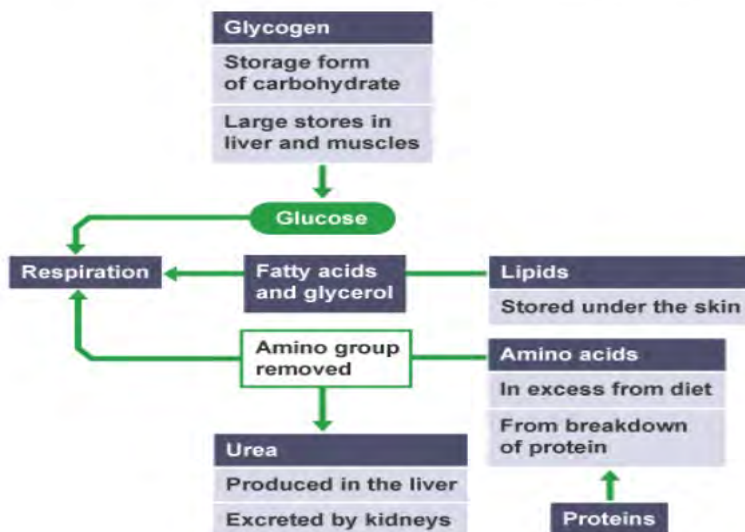 Glycogen
Storage form
of carbohydrate
Large stores in
liver and muscles
Glucose
Respiration
Fatty acids
and glycerol
Lipids
Stored under the skin
Amino group
removed
Amino acids
In excess from diet
From breakdown
of protein
Urea
Produced in the liver
Excreted by kidneys
Proteins